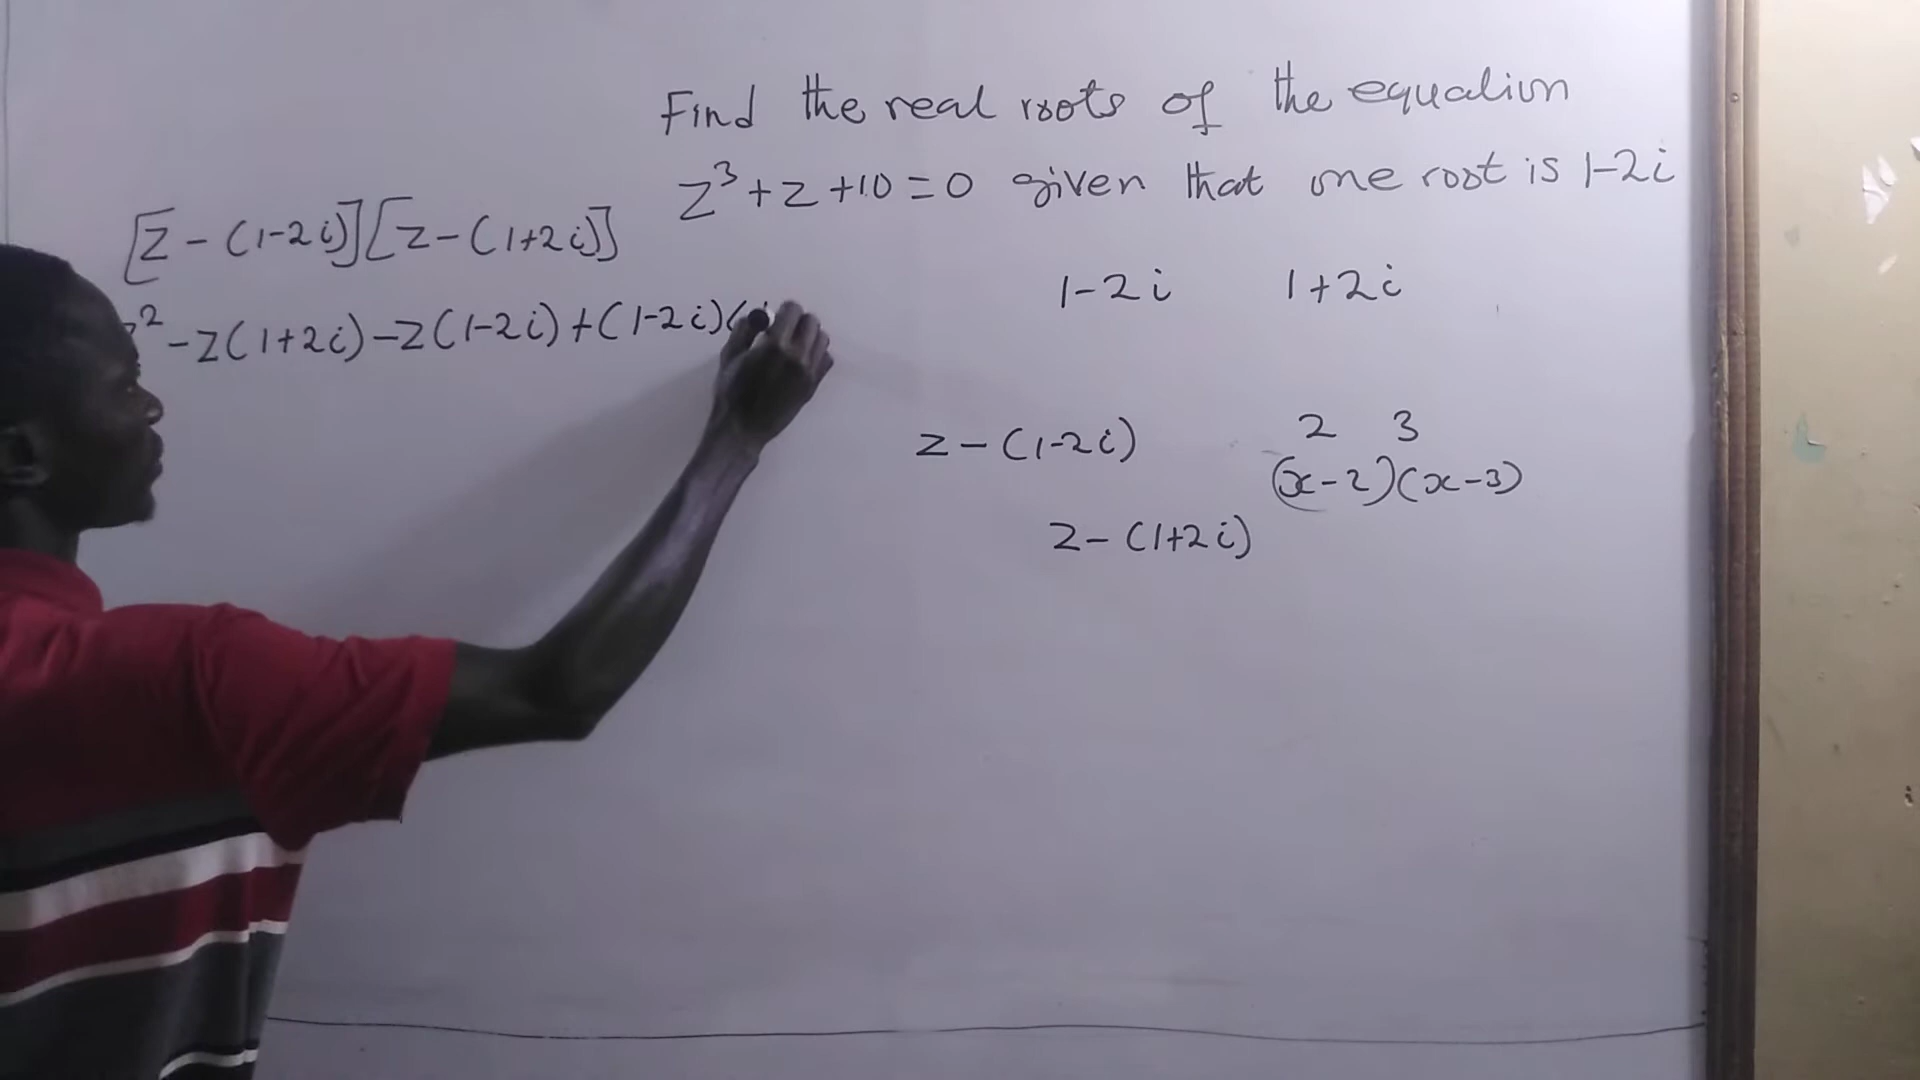 Find the real roots of the equation
z³ + z + 10 = 0 given that one root is 1-2i
[z - (1-2i)][z - (1+2i)]
z² - z(1+2i) - z(1-2i) + (1-2i)(
1-2i 1+2i
z - (1-2i)
2 3
(x-2)(x-3)
z - (1+2i)